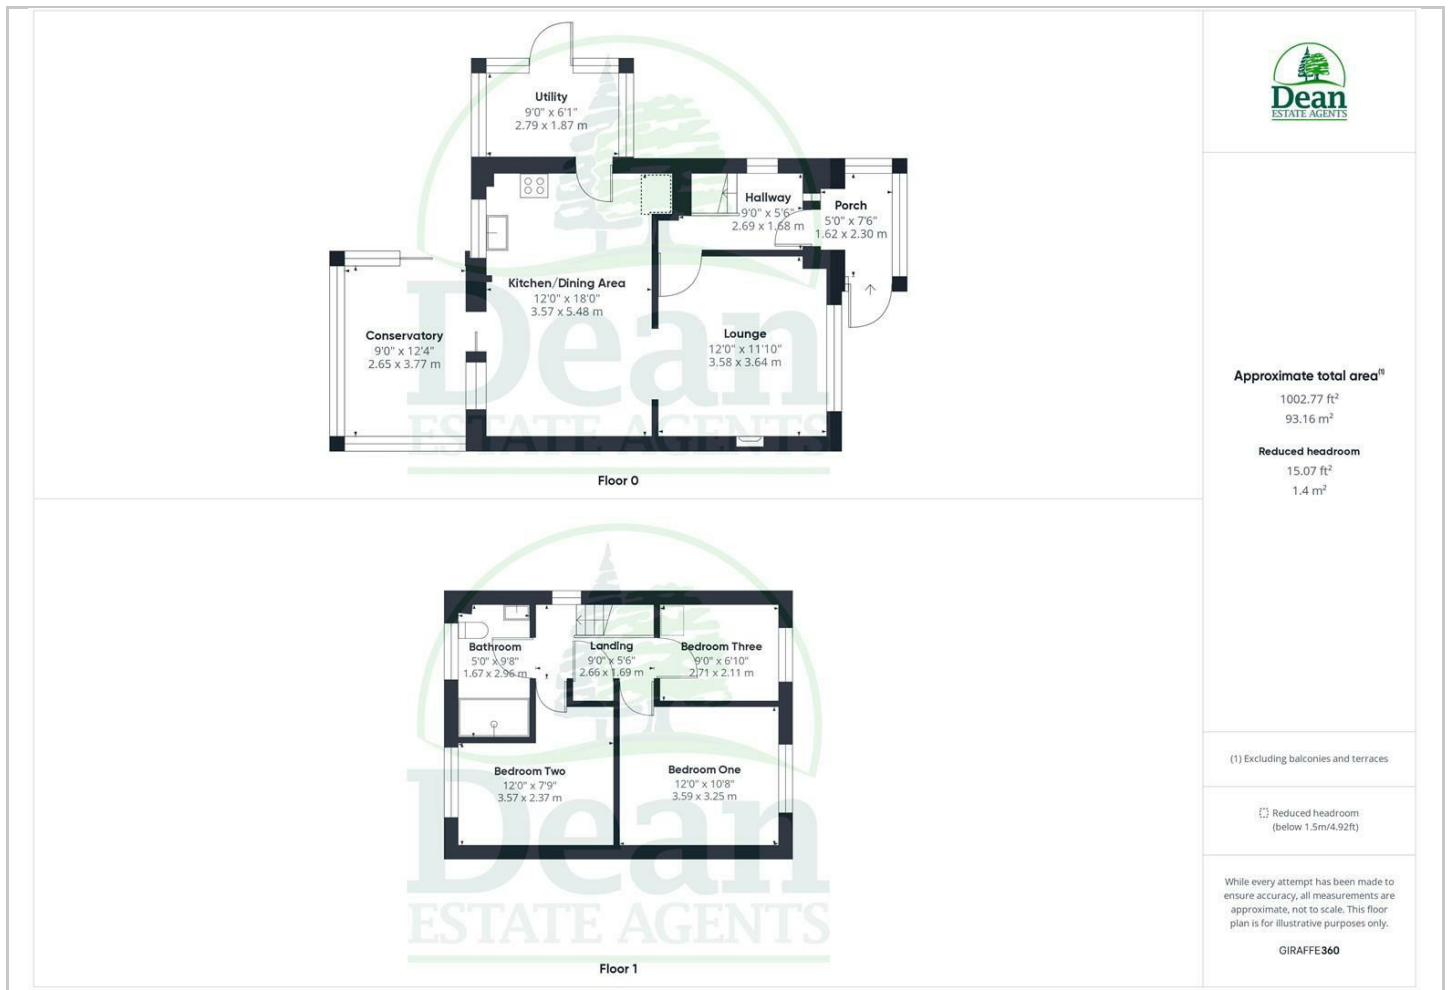 Utility
9'0" x 6'1"
2.79 x 1.87 m
Hallway
9'0" x 5'6"
2.69 x 1.68 m
Porch
5'0" x 7'6"
1.62 x 2.30 m
Kitchen/Dining Area
12'0" x 18'0"
3.57 x 5.48 m
Conservatory
9'0" x 12'4"
2.65 x 3.77 m
Lounge
12'0" x 11'10"
3.58 x 3.64 m
Dean
ESTATE AGENTS
Floor 0
Bathroom
5'0" x 9'8"
1.67 x 2.96 m
Landing
9'0" x 5'6"
2.66 x 1.69 m
Bedroom Three
9'0" x 6'10"
2.71 x 2.11 m
Bedroom Two
12'0" x 7'9"
3.57 x 2.37 m
Bedroom One
12'0" x 10'8"
3.59 x 3.25 m
Dean
ESTATE AGENTS
Floor 1
Dean
ESTATE AGENTS
Approximate total area(1)
1002.77 ft²
93.16 m²
Reduced headroom
15.07 ft²
1.4 m²
(1) Excluding balconies and terraces
Reduced headroom
(below 1.5m/4.92ft)
While every attempt has been made to
ensure accuracy, all measurements are
approximate, not to scale. This floor
plan is for illustrative purposes only.
GIRAFFE360